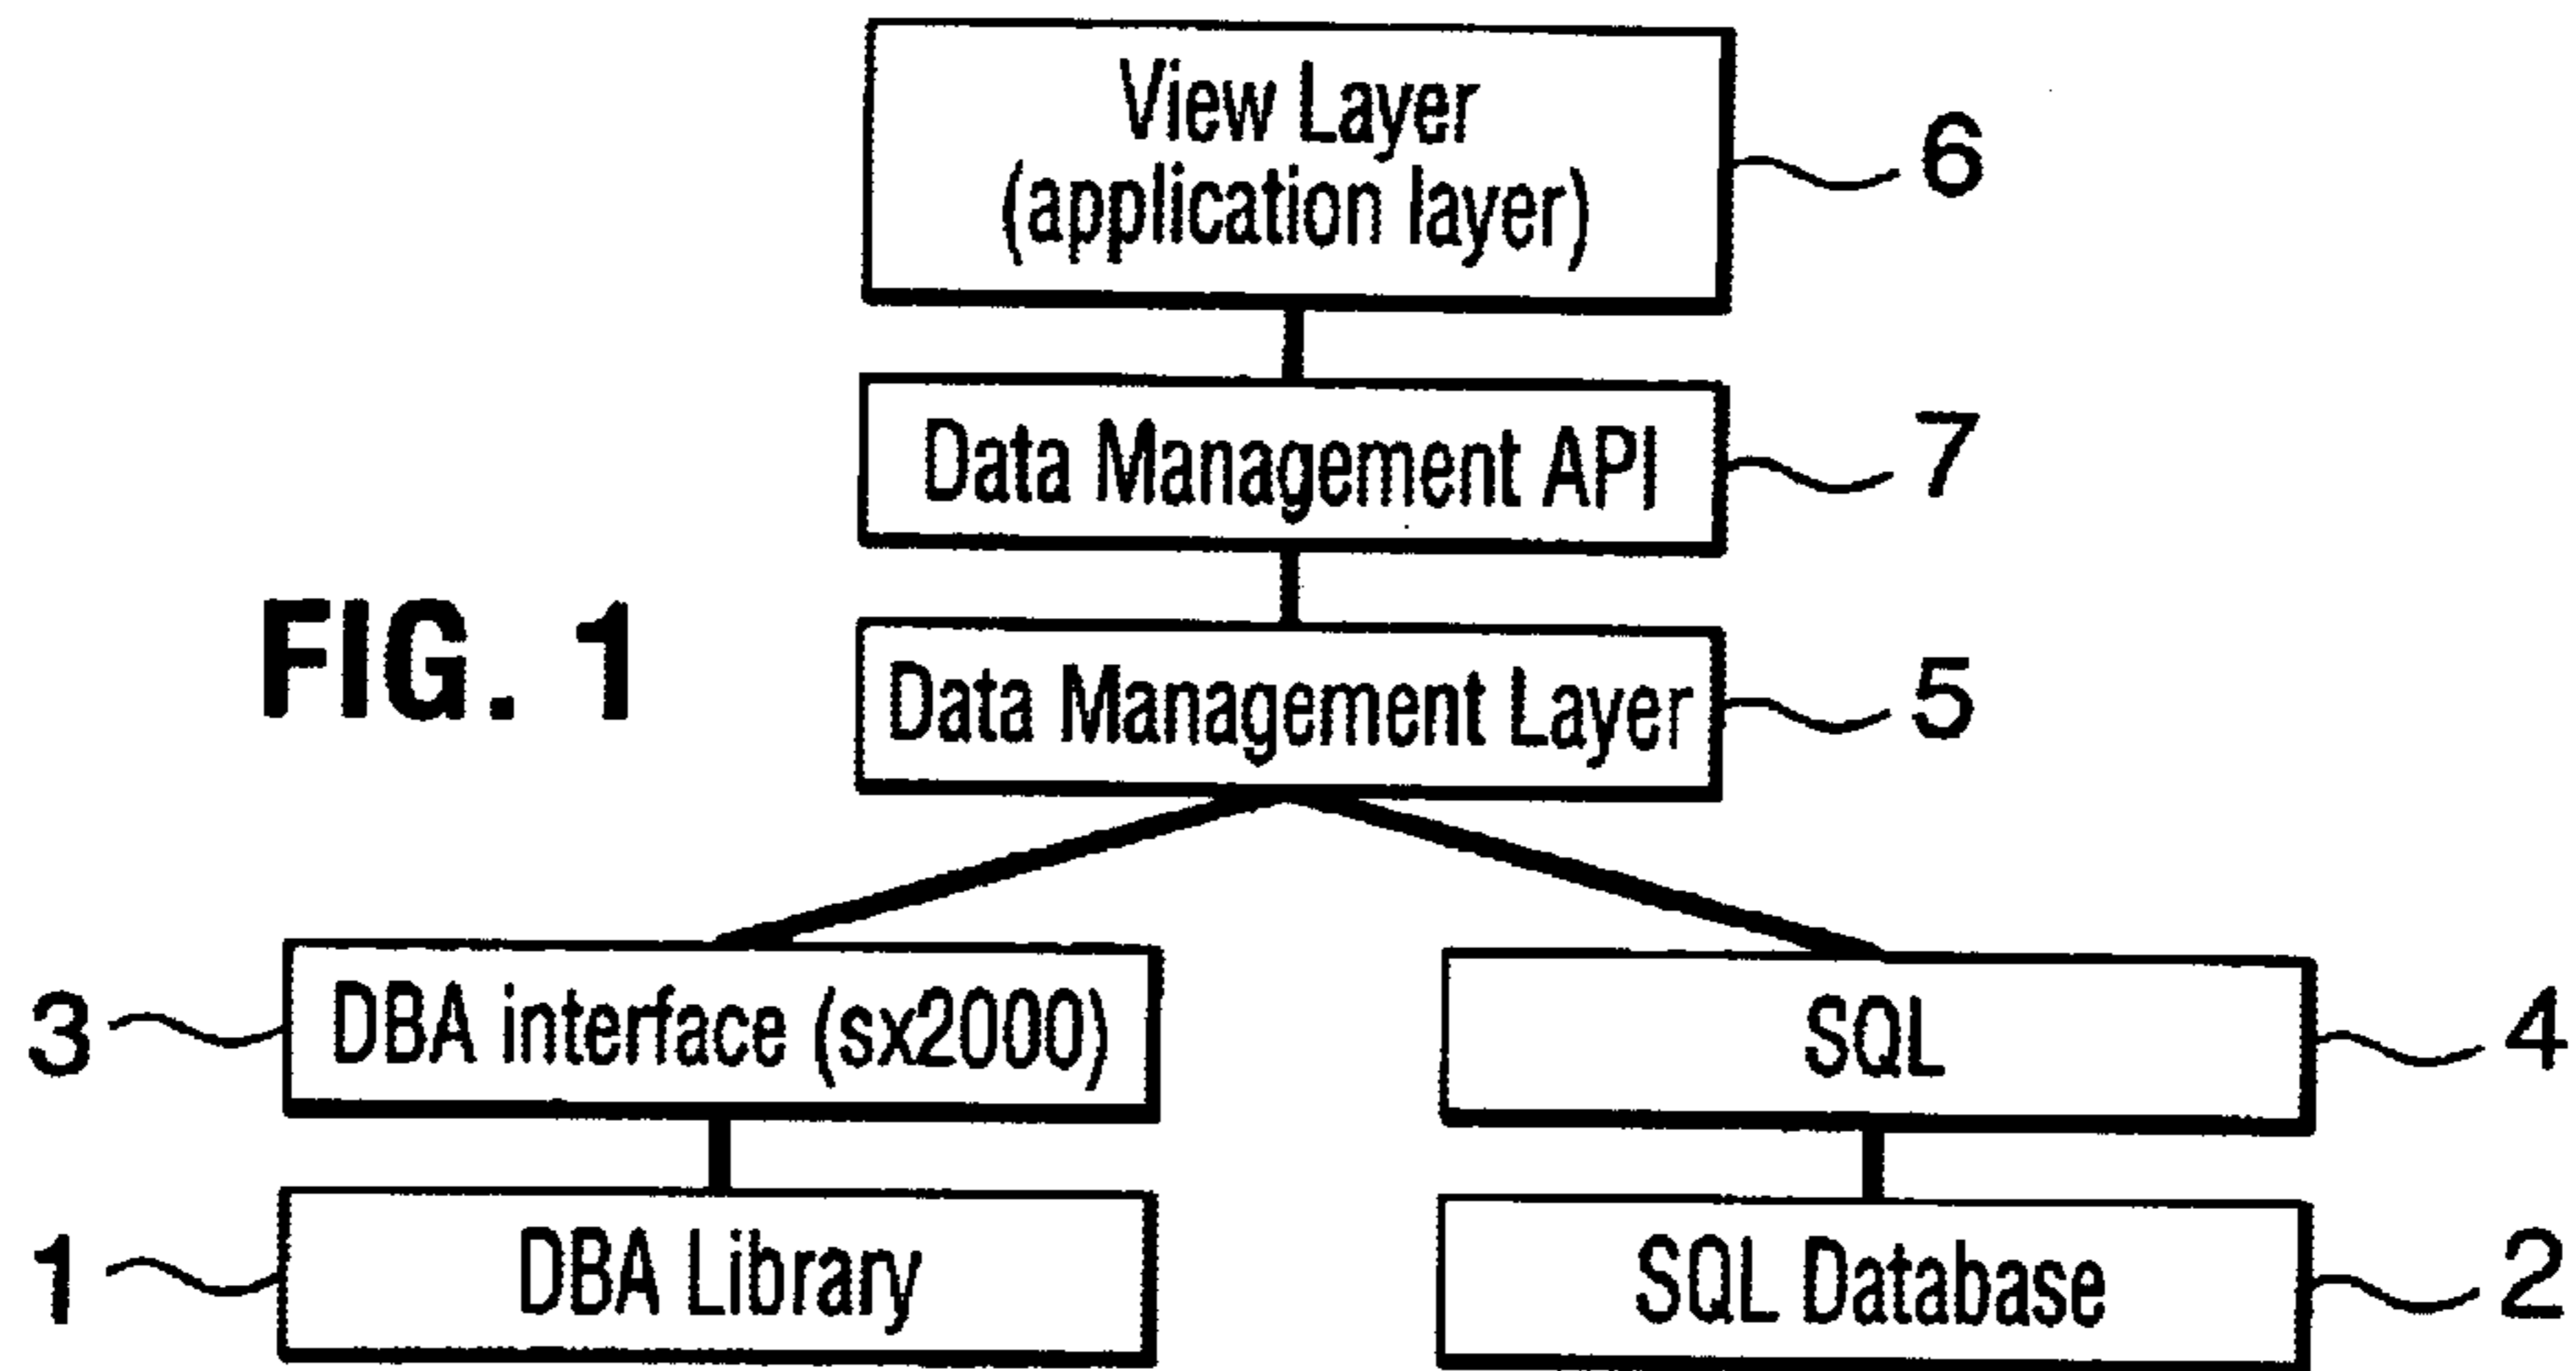 View Layer
(application layer)
6
Data Management API
7
FIG. 1
Data Management Layer
5
3
DBA interface (sx2000)
SQL
4
1
DBA Library
SQL Database
2